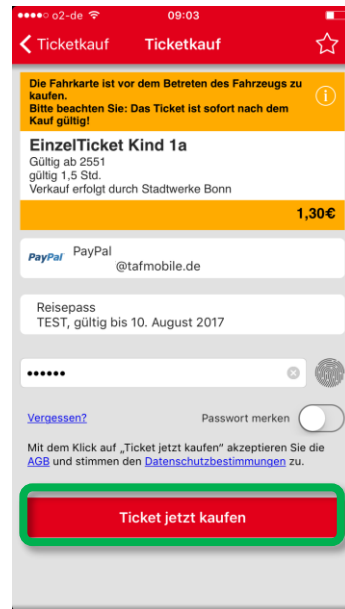 o2-de 09:03
Ticketkauf Ticketkauf
Die Fahrkarte ist vor dem Betreten des Fahrzeugs zu
kaufen.
Bitte beachten Sie: Das Ticket ist sofort nach dem
Kauf gültig!
EinzelTicket Kind 1a
Gültig ab 2551
gültig 1,5 Std.
Verkauf erfolgt durch Stadtwerke Bonn
1,30€
PayPal PayPal
@tafmobile.de
Reisepass
TEST, gültig bis 10. August 2017
••••••
Vergessen? Passwort merken
Mit dem Klick auf „Ticket jetzt kaufen" akzeptieren Sie die
AGB und stimmen den Datenschutzbestimmungen zu.
Ticket jetzt kaufen